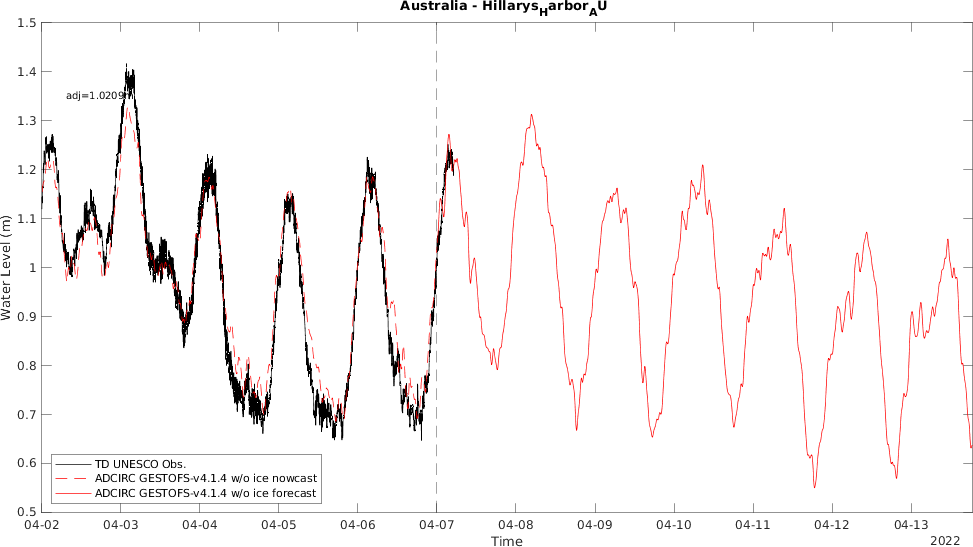 Australia - Hillarys_Harbor_AU
1.5
1.4
1.3
1.2
1.1
1
0.9
0.8
0.7
0.6
0.5
Water Level (m)
adj=1.0209
TD UNESCO Obs.
ADCIRC GESTOFS-v4.1.4 w/o ice nowcast
ADCIRC GESTOFS-v4.1.4 w/o ice forecast
04-02 04-03 04-04 04-05 04-06 04-07 04-08 04-09 04-10 04-11 04-12 04-13
Time
2022